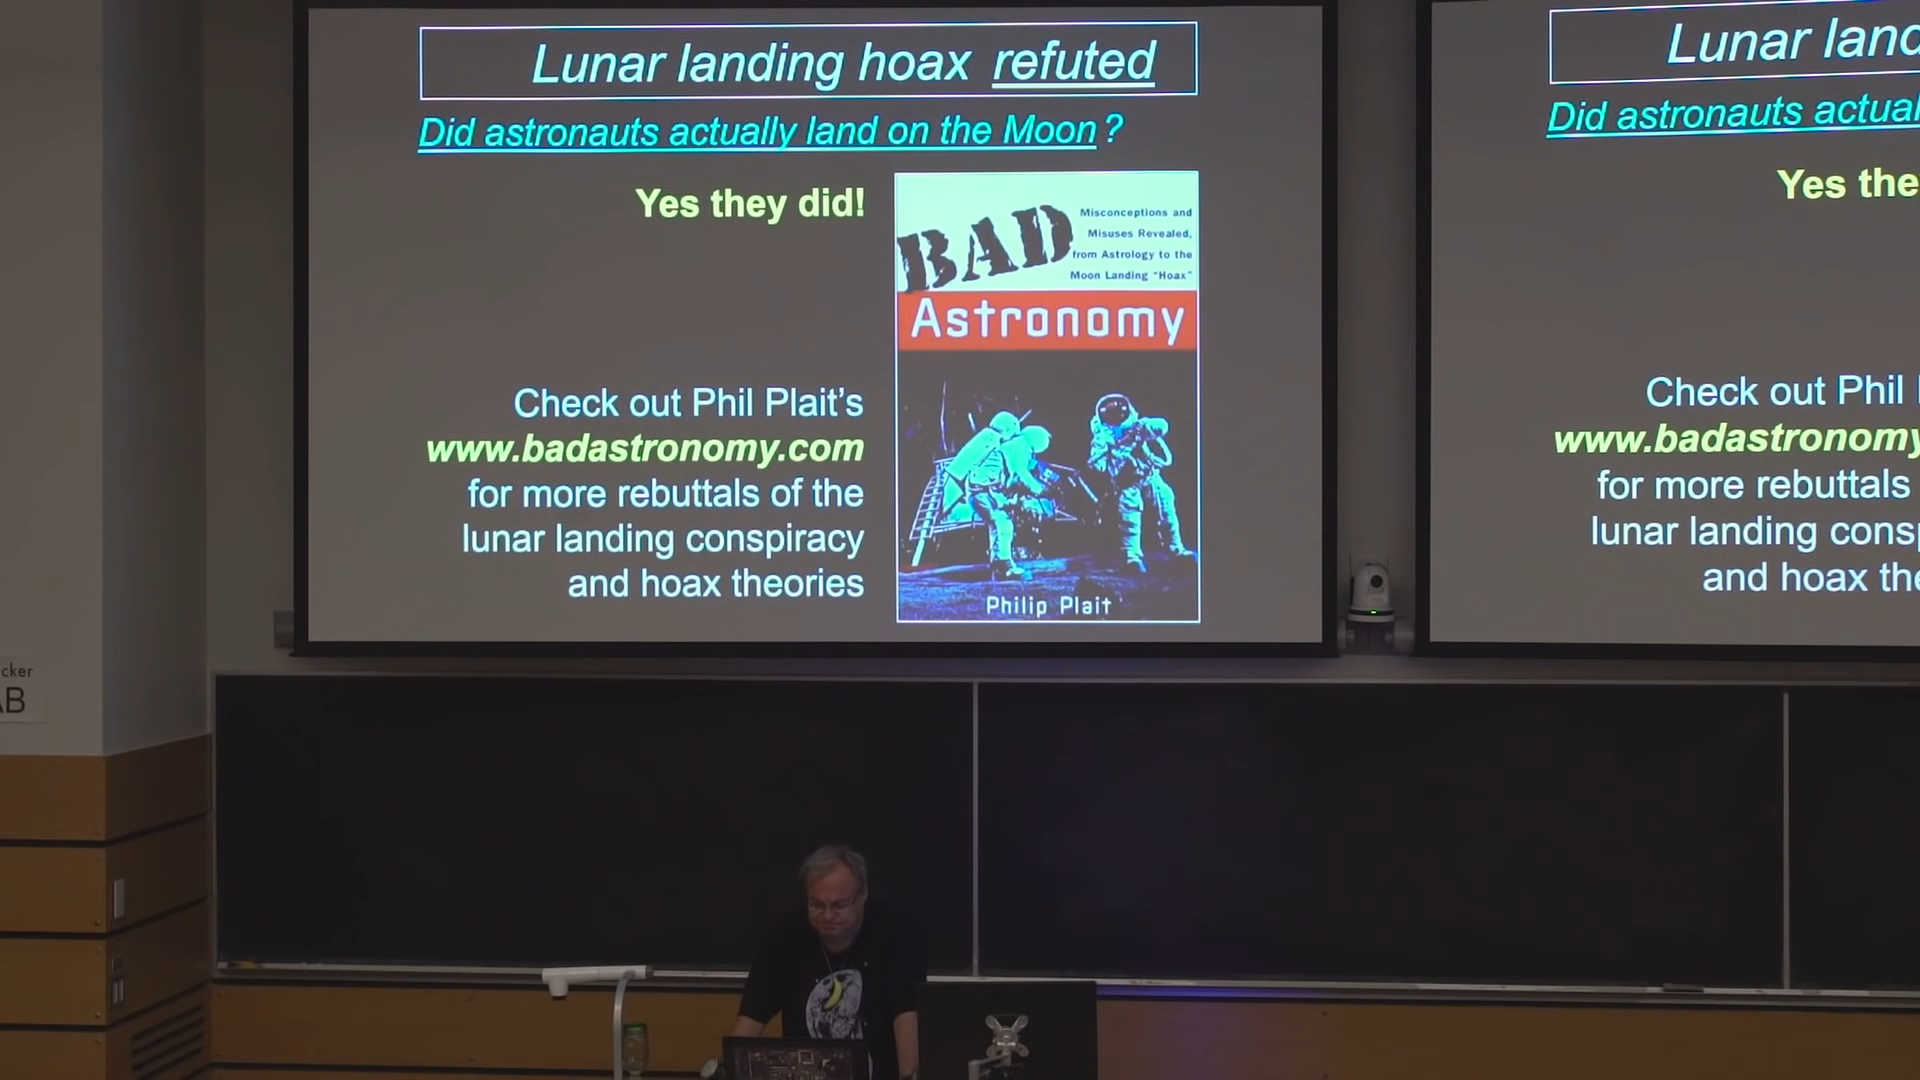 Lunar landing hoax refuted
Did astronauts actually land on the Moon?
Yes they did!
BAD
Misconceptions and
Misuses Revealed,
from Astrology to the
Moon Landing "Hoax"
Astronomy
Philip Plait
Check out Phil Plait's
www.badastronomy.com
for more rebuttals of the
lunar landing conspiracy
and hoax theories
Lunar land
Did astronauts actual
Yes the
Check out Phil
www.badastronomy
for more rebuttals
lunar landing consp
and hoax the
cker
AB